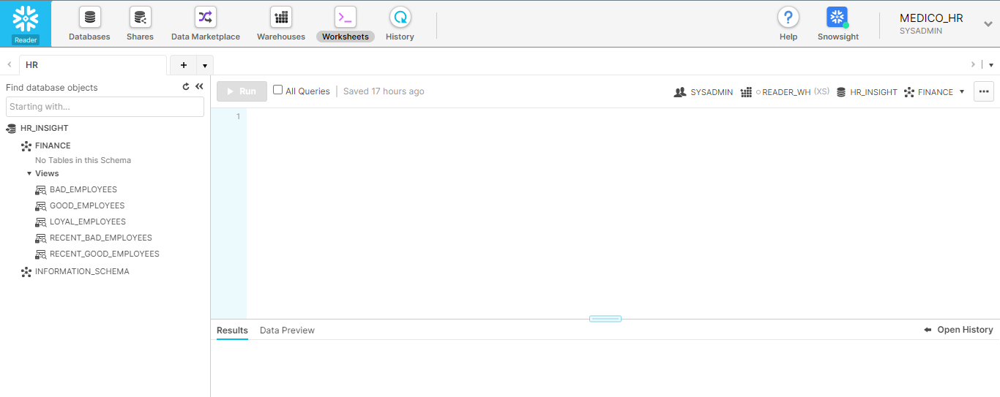 Reader
Databases
Shares
Data Marketplace
Warehouses
Worksheets
History
Help
Snowsight
MEDICO_HR
SYSADMIN
HR
Find database objects
Starting with...
HR_INSIGHT
FINANCE
No Tables in this Schema
Views
BAD_EMPLOYEES
GOOD_EMPLOYEES
LOYAL_EMPLOYEES
RECENT_BAD_EMPLOYEES
RECENT_GOOD_EMPLOYEES
INFORMATION_SCHEMA
Run All Queries Saved 17 hours ago SYSADMIN READER_WH (XS) HR_INSIGHT FINANCE
1
Results Data Preview Open History